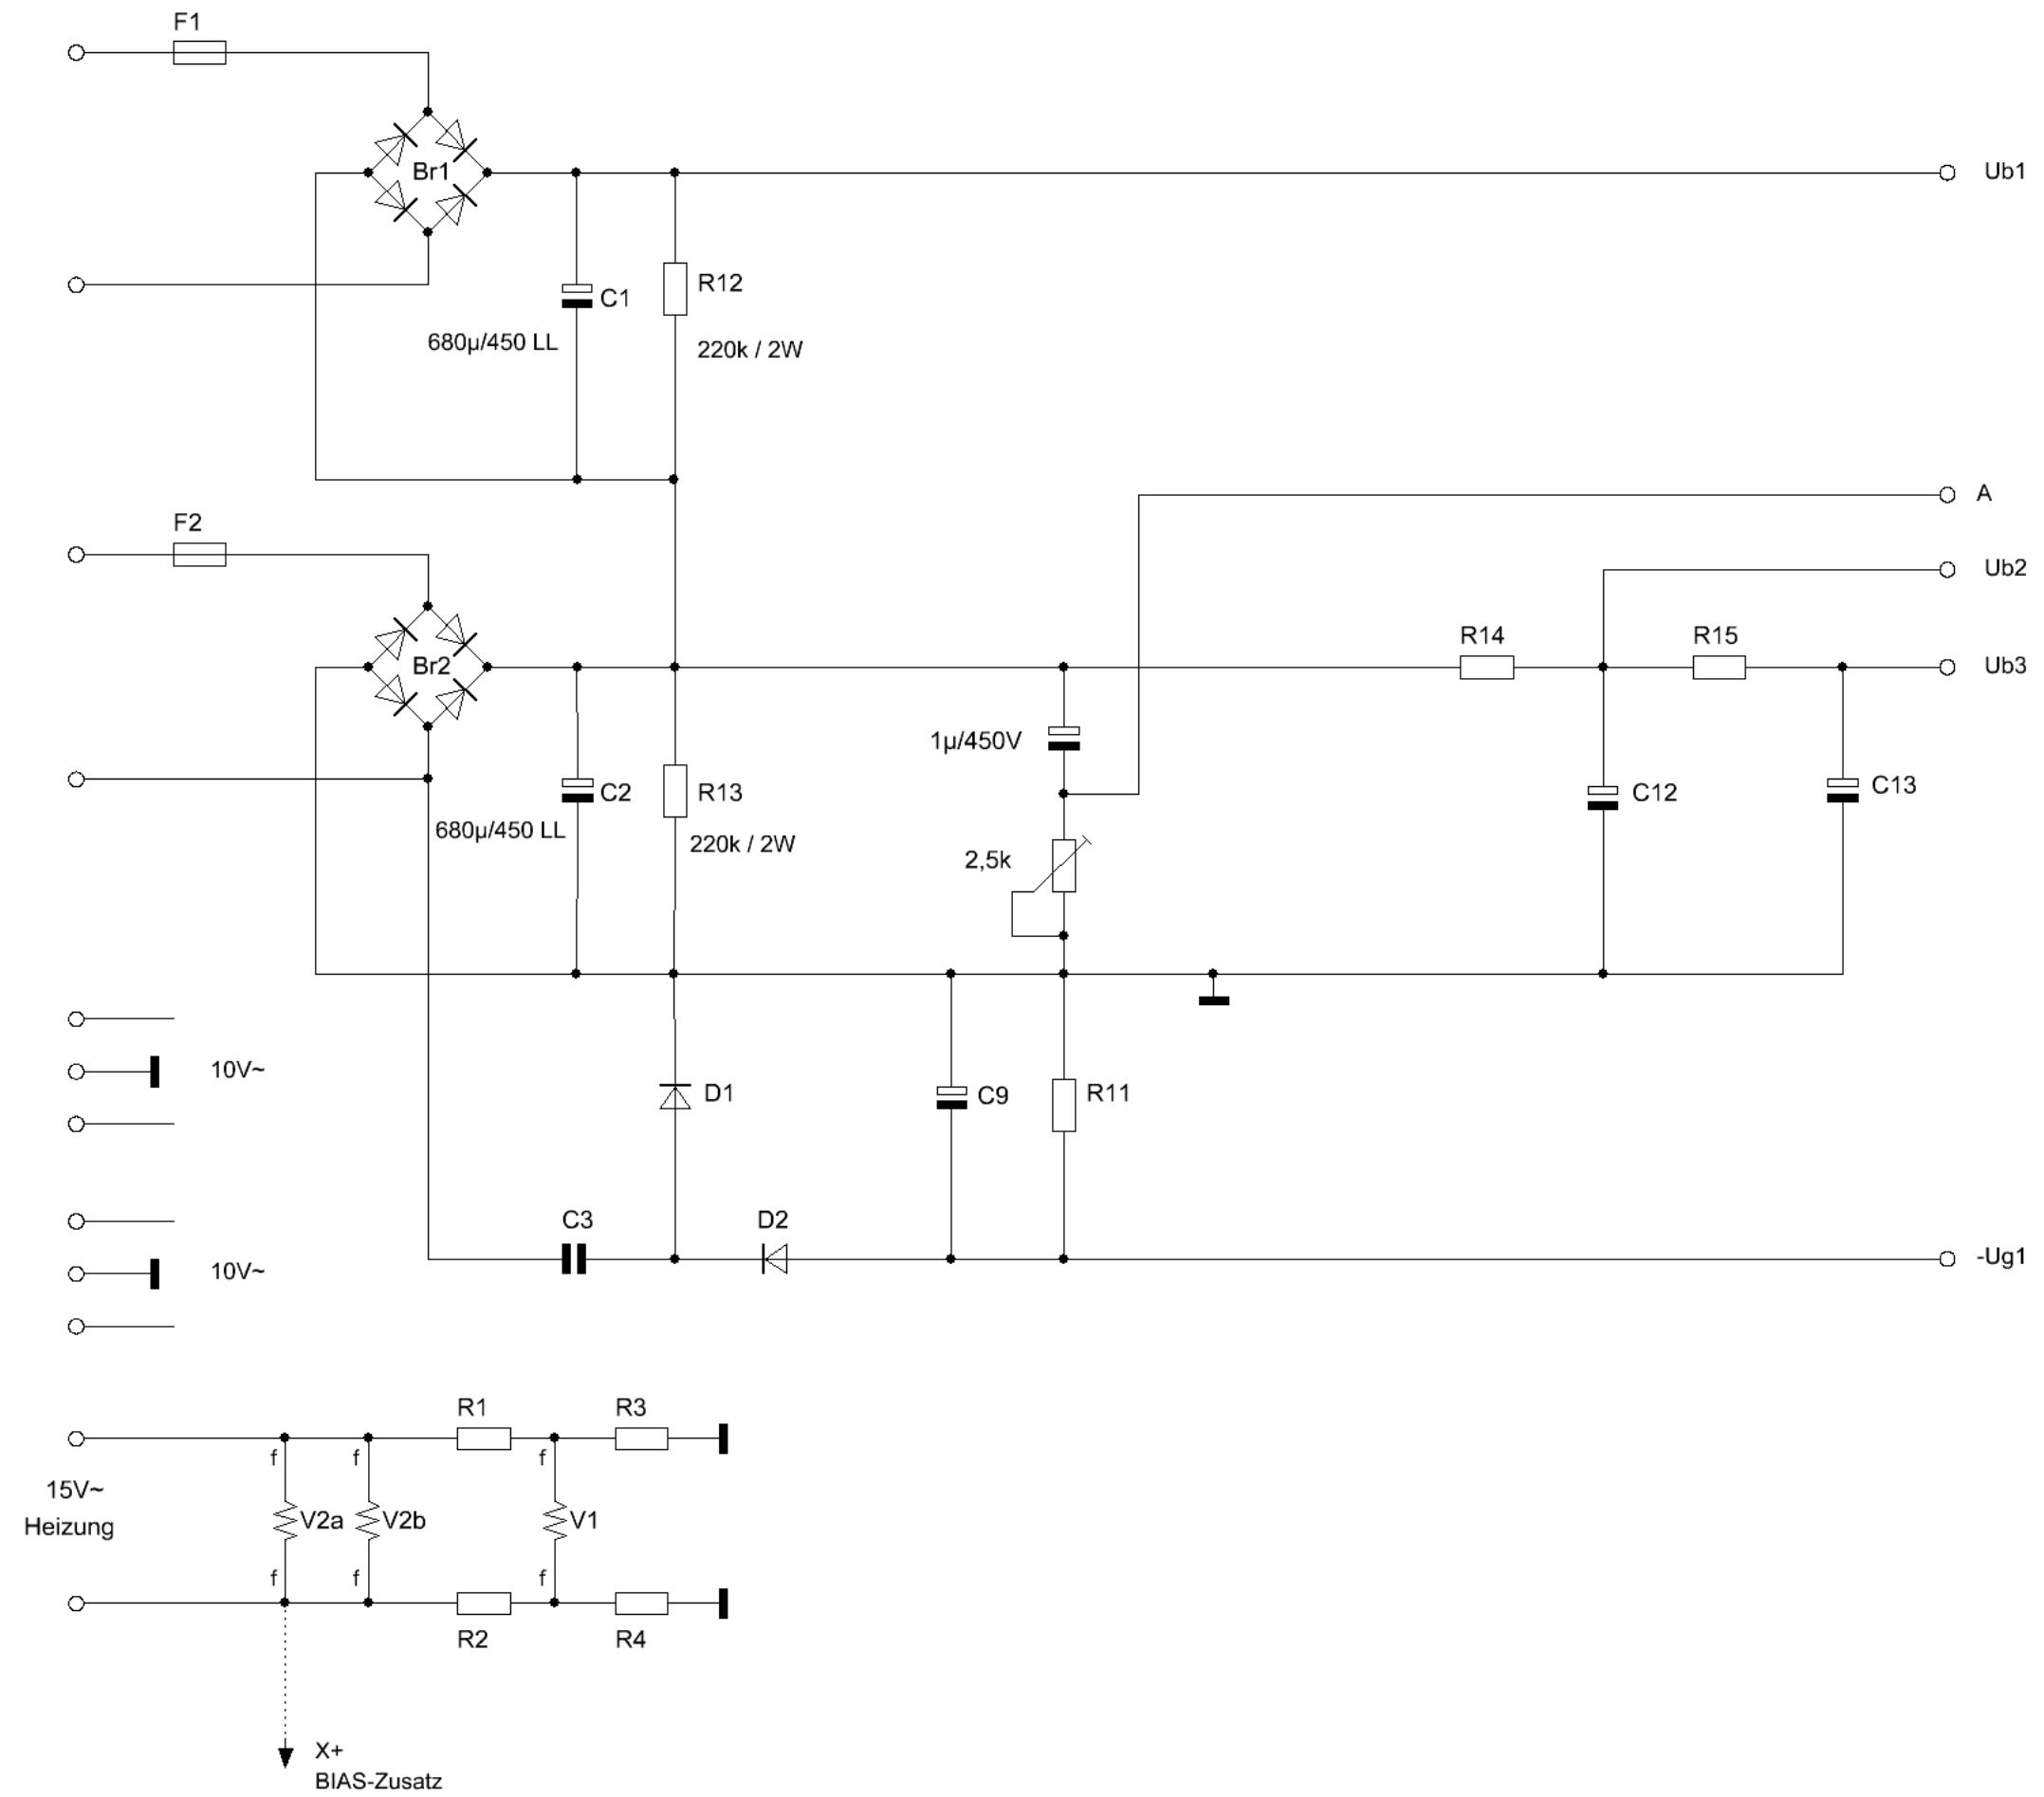 F1
Br1
Ub1
R12
C1
680µ/450 LL
220k / 2W
A
F2
Ub2
R14
R15
Br2
Ub3
1µ/450V
C2
R13
C12
C13
680µ/450 LL
220k / 2W
2,5k
10V~
D1
C9
R11
C3
D2
10V~
-Ug1
R1
R3
f
f
f
15V~
V2a
V2b
V1
Heizung
f
f
f
R2
R4
X+
BIAS-Zusatz